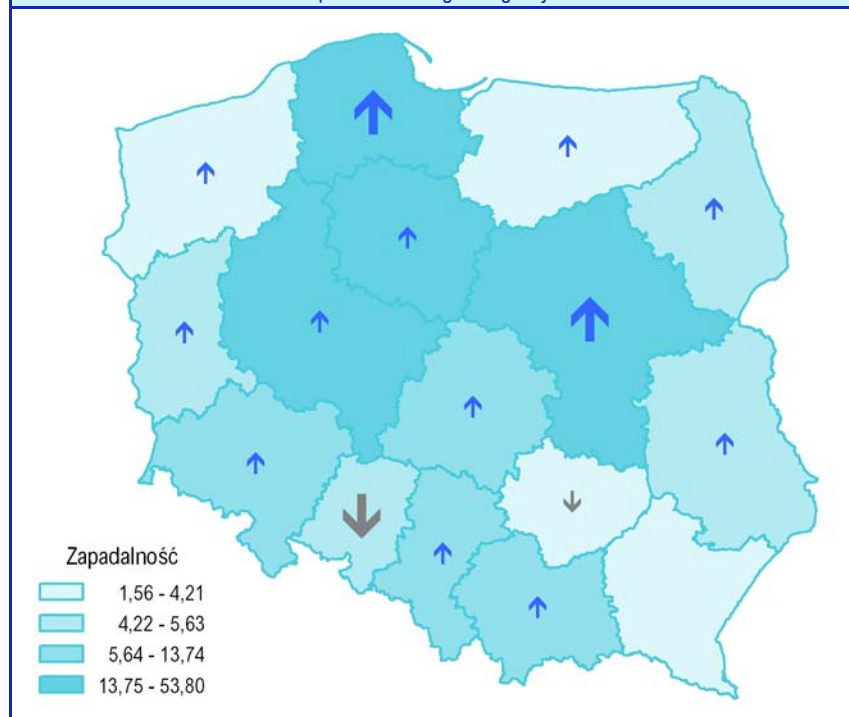 Zapadalność
1,56 - 4,21
4,22 - 5,63
5,64 - 13,74
13,75 - 53,80